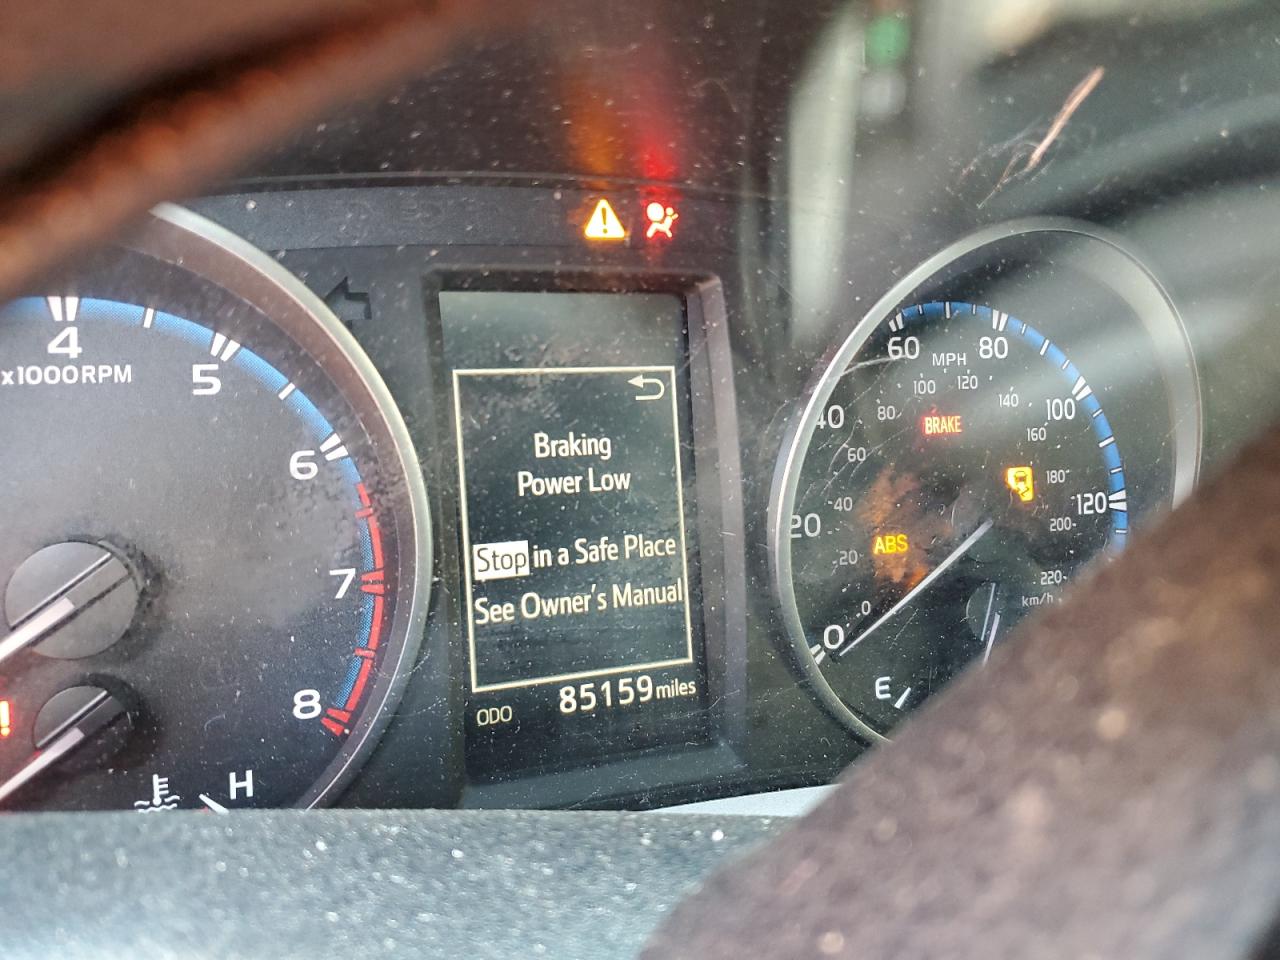 4
x1000RPM
5
6
7
8
H
Braking
Power Low
Stop in a Safe Place
See Owner's Manual
ODO 85159 miles
60
80
MPH
100
120
40
80
140
100
BRAKE
60
160
40
180
120
20
200
ABS
20
220
km/h
0
0
E
!